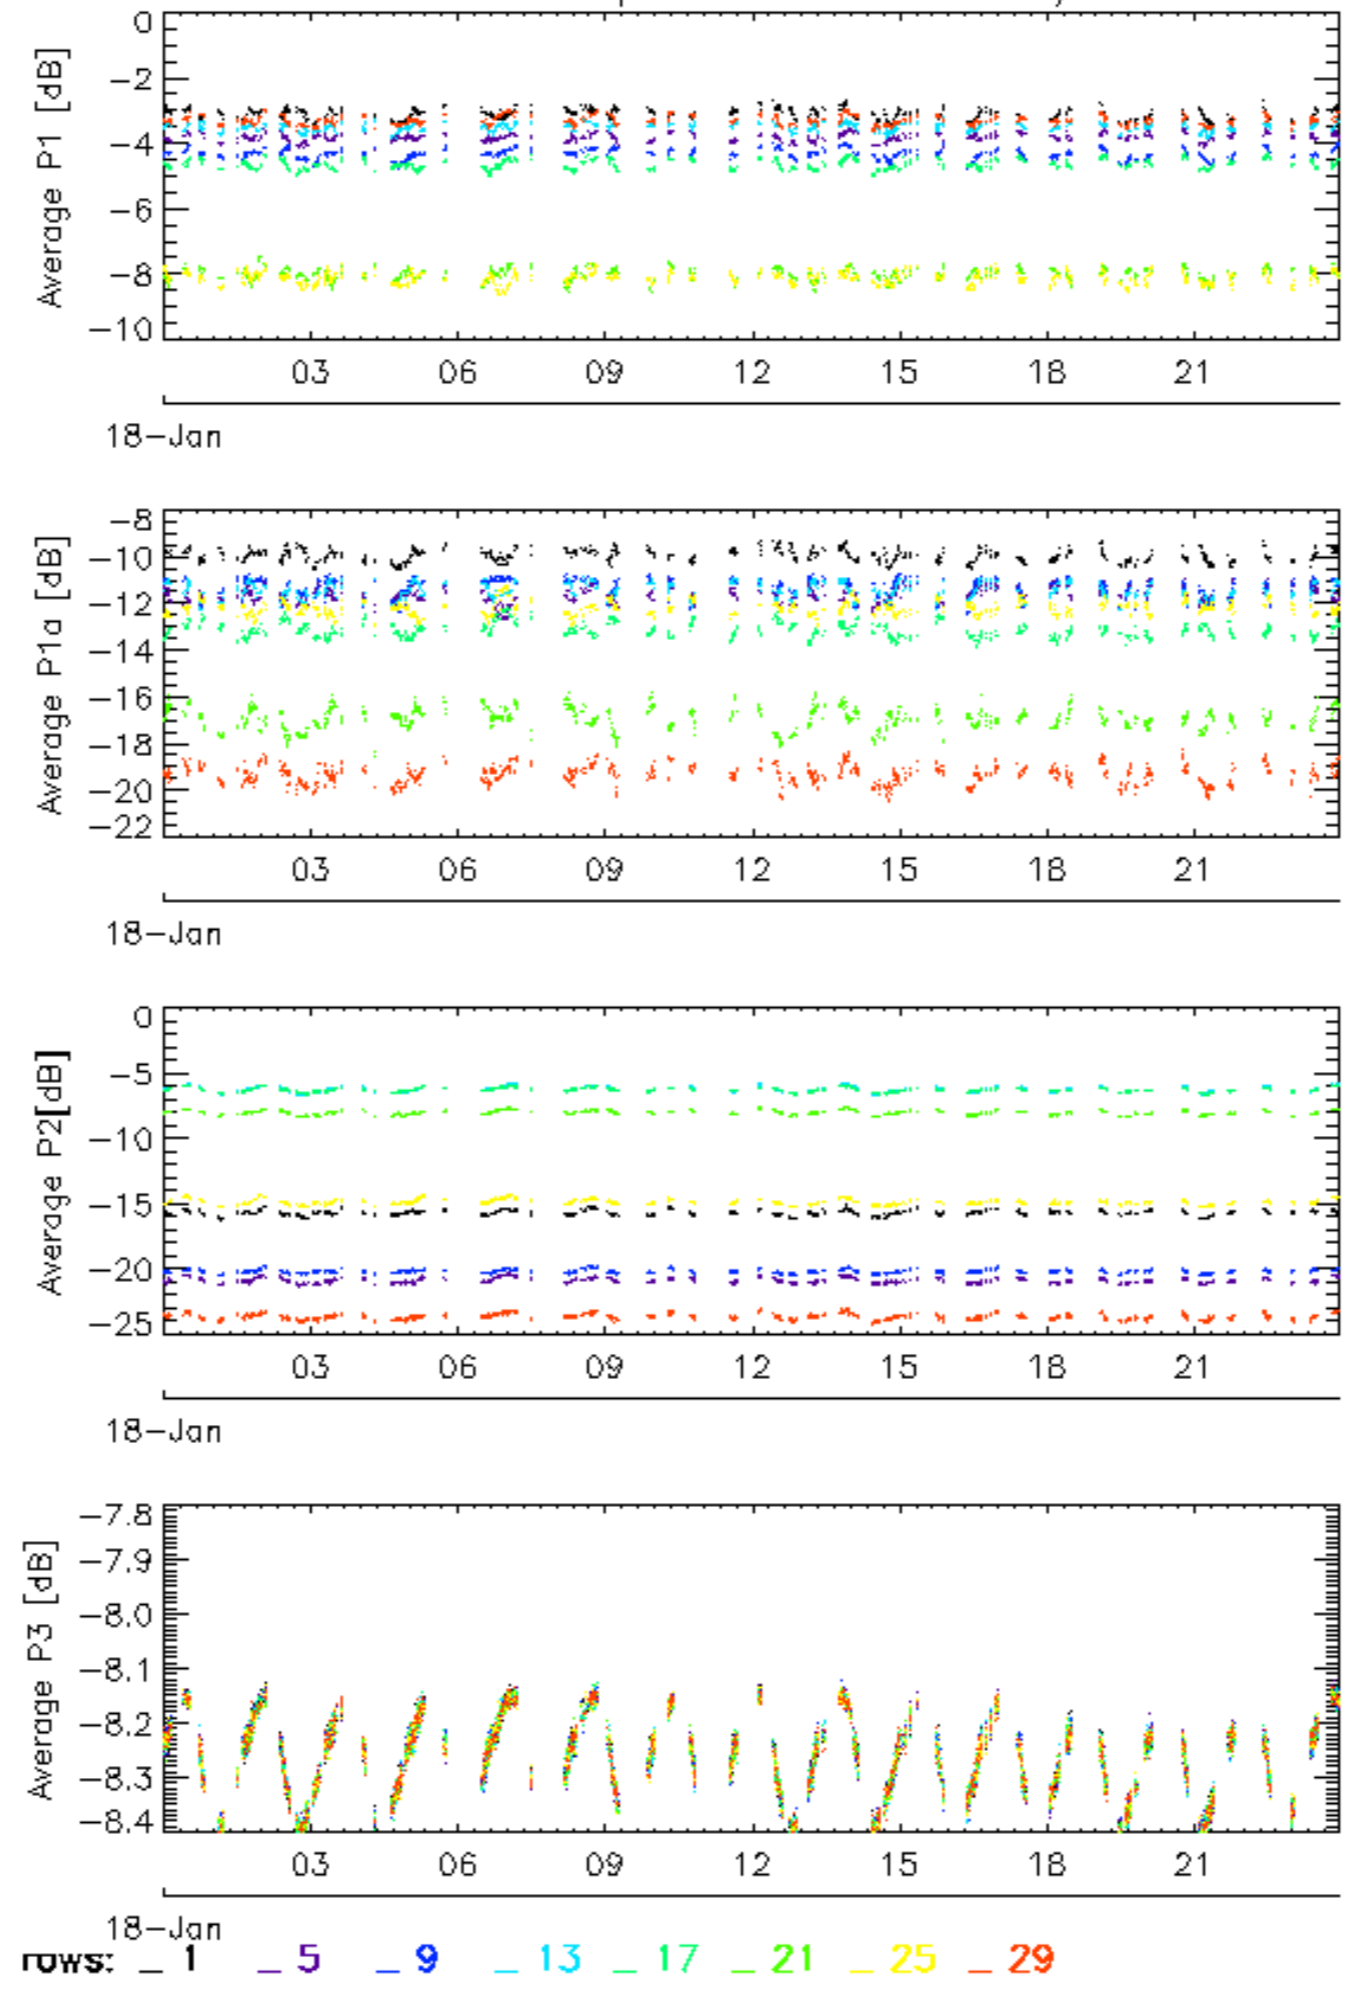 0
-2
-4
-6
-8
-10
Average P1 [dB]
03 06 09 12 15 18 21
18-Jan
-8
-10
-12
-14
-16
-18
-20
-22
Average P1a [dB]
03 06 09 12 15 18 21
18-Jan
0
-5
-10
-15
-20
-25
Average P2[dB]
03 06 09 12 15 18 21
18-Jan
-7.8
-7.9
-8.0
-8.1
-8.2
-8.3
-8.4
Average P3 [dB]
03 06 09 12 15 18 21
18-Jan
rows: _ 1 _ 5 _ 9 _ 13 _ 17 _ 21 _ 25 _ 29